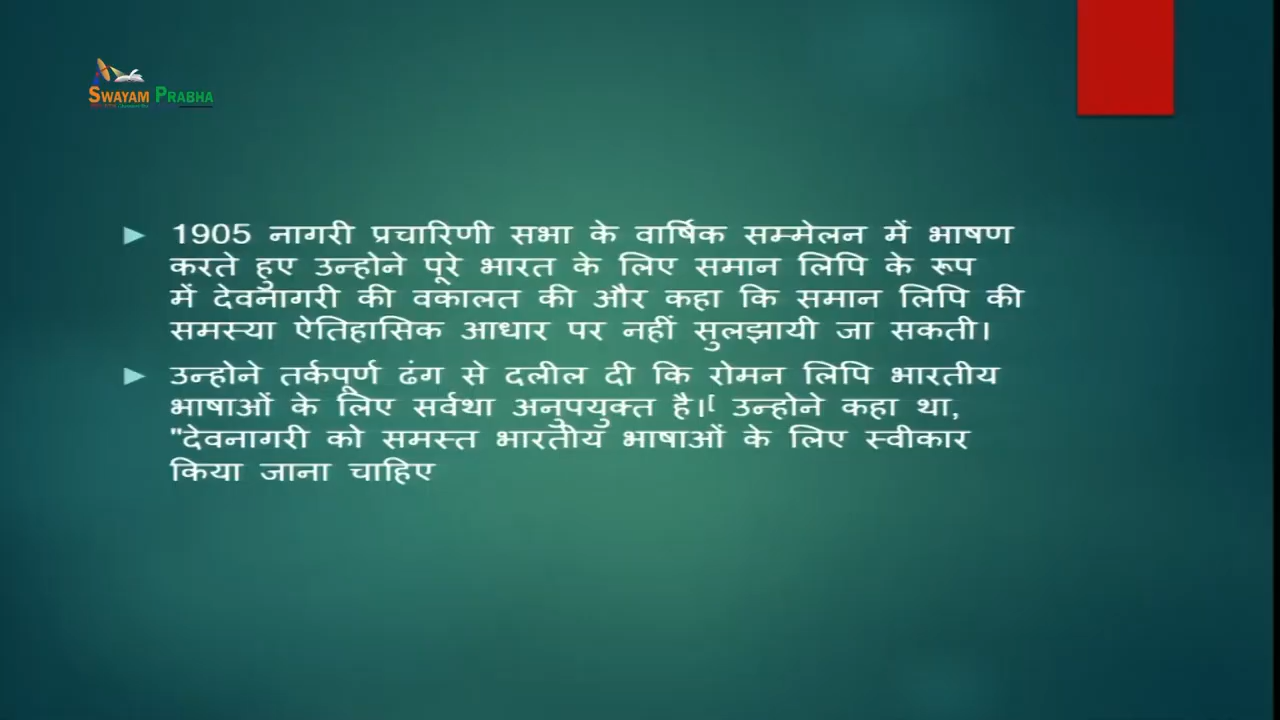 SWAYAM PRABHA
1905 नागरी प्रचारिणी सभा के वार्षिक सम्मेलन में भाषण
करते हुए उन्होने पूरे भारत के लिए समान लिपि के रूप
में देवनागरी की वकालत की और कहा कि समान लिपि की
समस्या ऐतिहासिक आधार पर नहीं सुलझायी जा सकती।
उन्होने तर्कपूर्ण ढंग से दलील दी कि रोमन लिपि भारतीय
भाषाओं के लिए सर्वथा अनुपयुक्त है।[ उन्होने कहा था,
"देवनागरी को समस्त भारतीय भाषाओं के लिए स्वीकार
किया जाना चाहिए